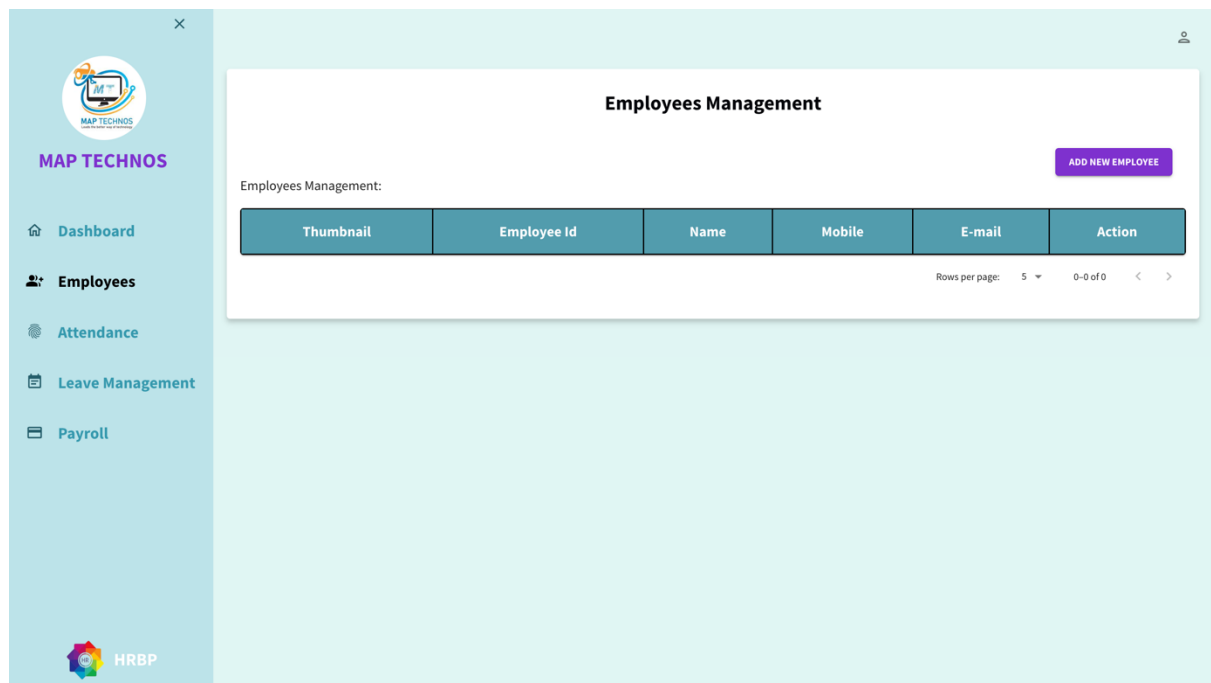 MAP TECHNOS
MAP TECHNOS
Dashboard
Employees
Attendance
Leave Management
Payroll
HRBP
Employees Management
ADD NEW EMPLOYEE
Employees Management:
Thumbnail Employee Id Name Mobile E-mail Action
Rows per page: 5 0-0 of 0